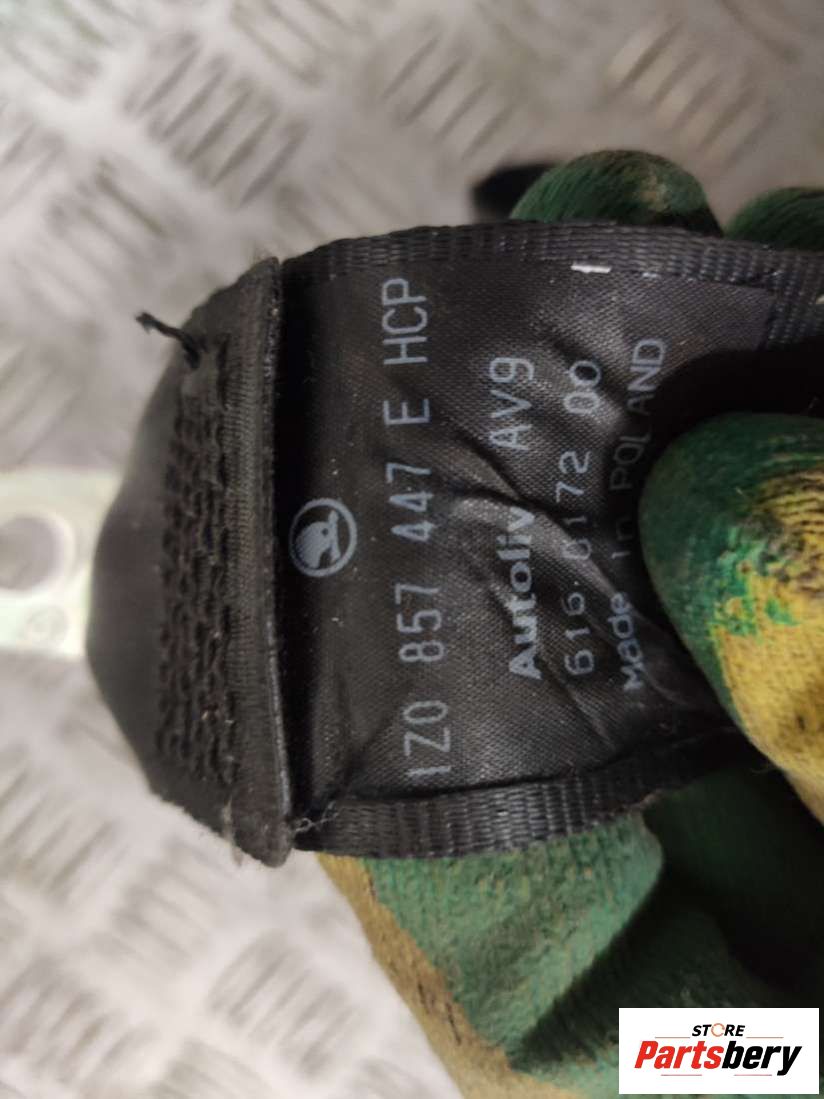 1Z0 857 447 E HCP
Autoliv AV9
616 0172 00
Made In POLAND
STORE
Partsbery